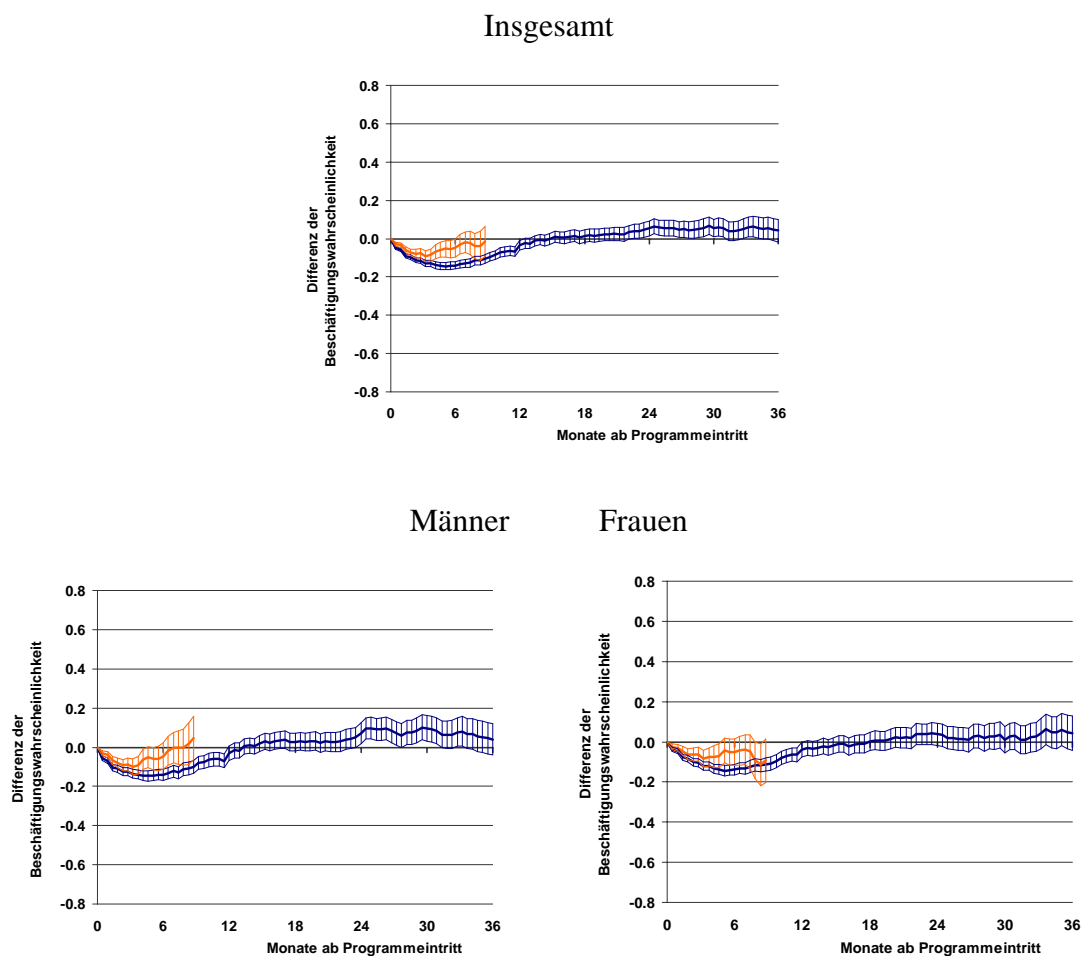 Insgesamt
0.8
0.6
0.4
0.2
0.0
-0.2
-0.4
-0.6
-0.8
0 6 12 18 24 30 36
Differenz der
Beschäftigungswahrscheinlichkeit
Monate ab Programmeintritt
Männer Frauen
0.8
0.6
0.4
0.2
0.0
-0.2
-0.4
-0.6
-0.8
0 6 12 18 24 30 36
Differenz der
Beschäftigungswahrscheinlichkeit
Monate ab Programmeintritt
0.8
0.6
0.4
0.2
0.0
-0.2
-0.4
-0.6
-0.8
0 6 12 18 24 30 36
Differenz der
Beschäftigungswahrscheinlichkeit
Monate ab Programmeintritt